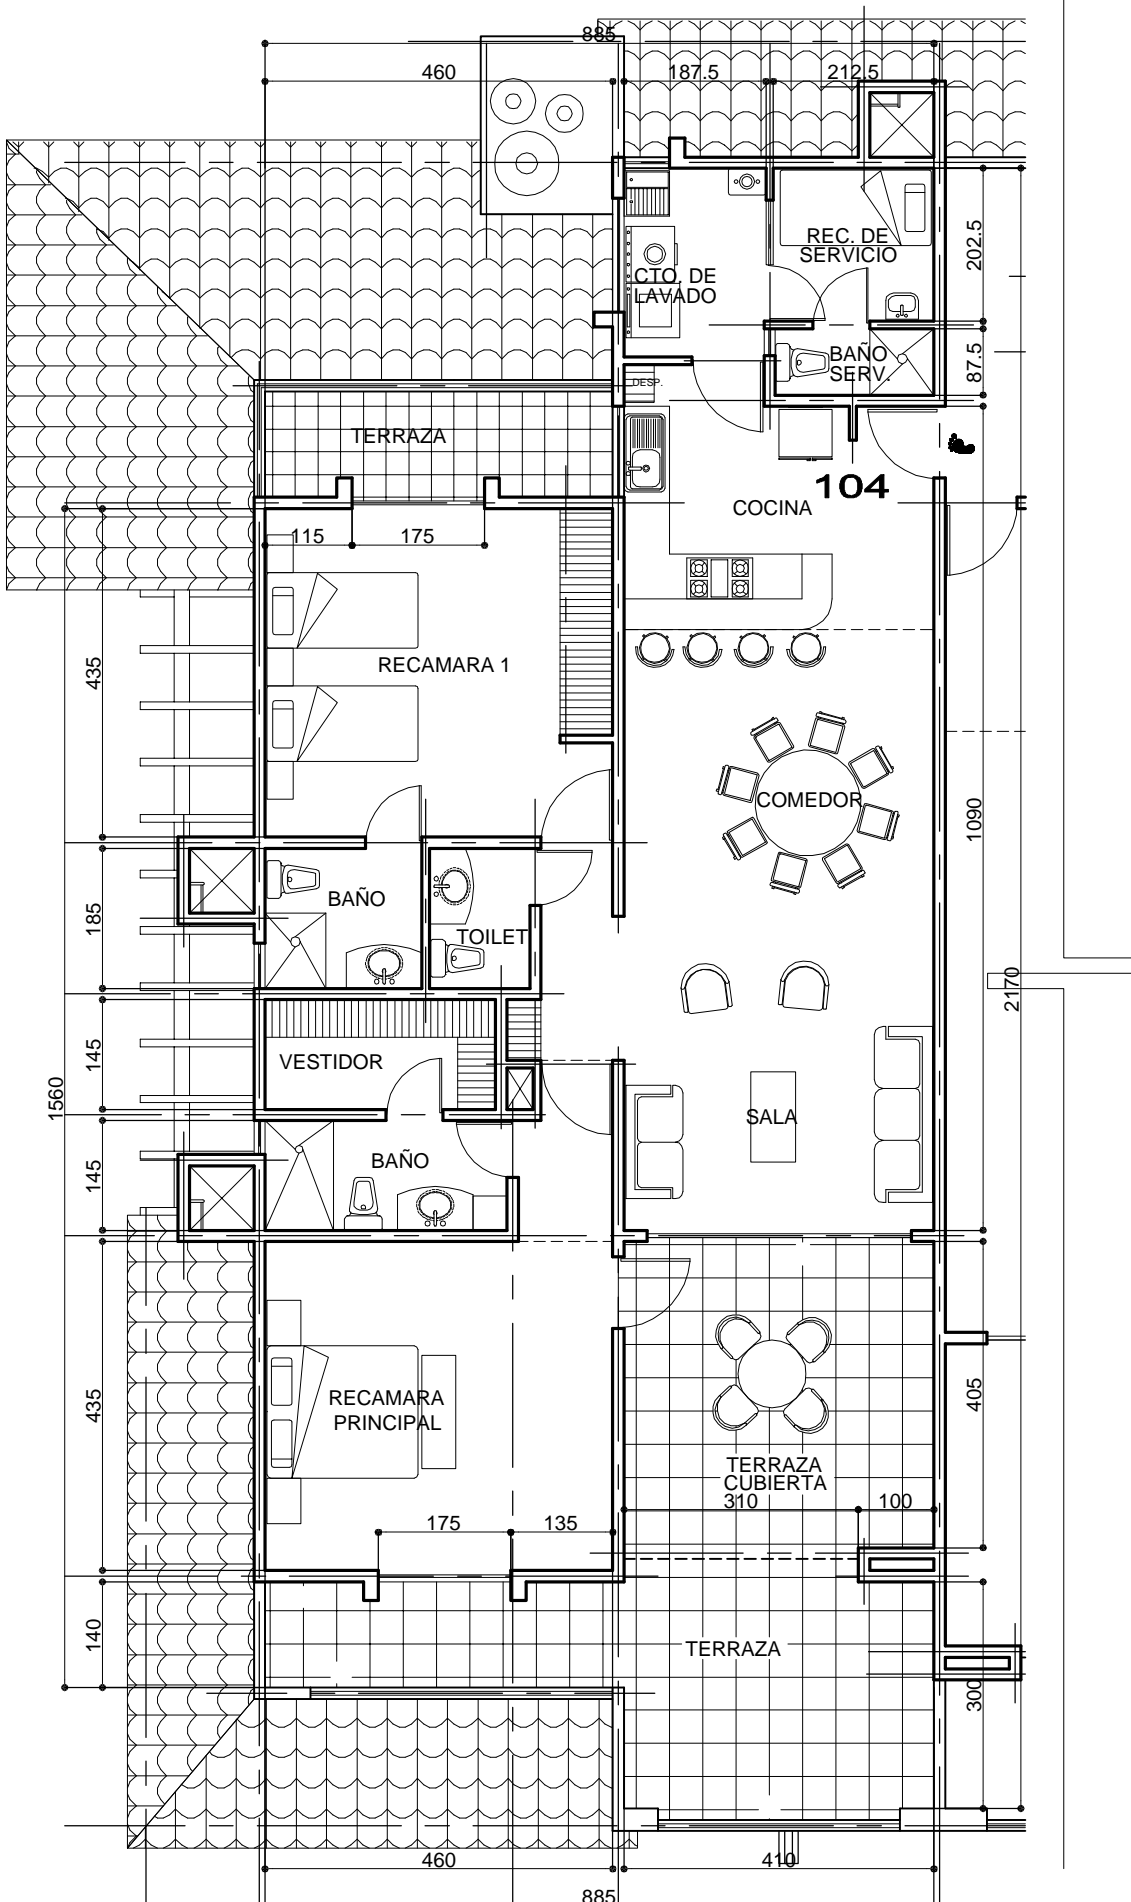 885
460
187.5
212.5
REC. DE
SERVICIO
202.5
CTO. DE
LAVADO
BAÑO
SERV.
87.5
DESP.
TERRAZA
104
COCINA
115
175
435
RECAMARA 1
COMEDOR
1090
185
BAÑO
TOILET
2170
145
VESTIDOR
1560
SALA
145
BAÑO
435
RECAMARA
PRINCIPAL
405
TERRAZA
CUBIERTA
310
100
175
135
140
TERRAZA
300
460
410
885